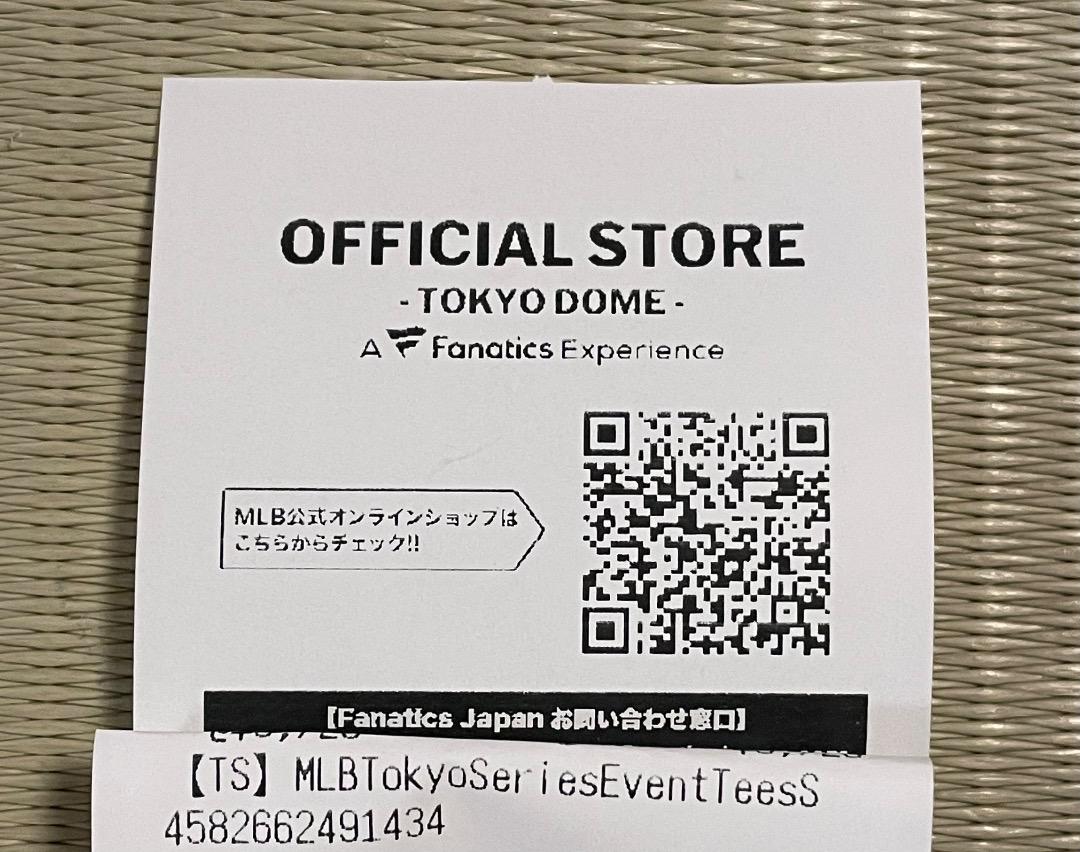 OFFICIAL STORE
- TOKYO DOME -
A Fanatics Experience
MLB公式オンラインショップは
こちらからチェック!!
【Fanatics Japan お問い合わせ窓口】
【TS】MLBTokyoSeriesEventTeesS
4582662491434